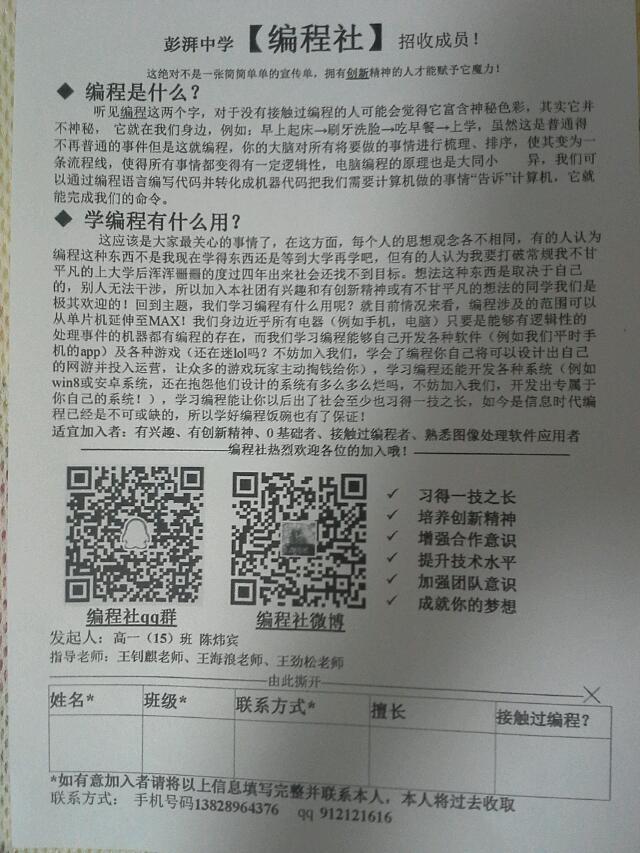 彭湃中学【编程社】招收成员！
这绝对不是一张简简单单的宣传单，拥有创新精神的人才能赋予它魔力！
◆ 编程是什么？
听见编程这两个字，对于没有接触过编程的人可能会觉得它富含神秘色彩，其实它并
不神秘， 它就在我们身边，例如：早上起床→刷牙洗脸→吃早餐→上学，虽然这是普通得
不再普通的事件但是这就编程，你的大脑对所有将要做的事情进行梳理、排序，使其变为一
条流程线，使得所有事情都变得有一定逻辑性，电脑编程的原理也是大同小 异，我们可
以通过编程语言编写代码并转化成机器代码把我们需要计算机做的事情“告诉”计算机，它就
能完成我们的命令。
◆ 学编程有什么用？
这应该是大家最关心的事情了，在这方面，每个人的思想观念各不相同，有的人认为
编程这种东西不是我现在学得东西还是等到大学再学吧，但有的人认为我要打破常规我不甘
平凡的上大学后浑浑噩噩的度过四年出来社会还找不到目标。想法这种东西是取决于自己
的，别人无法干涉，所以加入本社团有兴趣和有创新精神或有不甘平凡的想法的同学我们是
极其欢迎的！回到主题，我们学习编程有什么用呢？就目前情况来看，编程涉及的范围可以
从单片机延伸至MAX！我们身边近乎所有电器（例如手机，电脑）只要是能够有逻辑性的
处理事件的机器都有编程的存在，而我们学习编程能够自己开发各种软件（例如我们平时手
机的app）及各种游戏（还在迷lol吗？不妨加入我们，学会了编程你自己将可以设计出自己
的网游并投入运营，让众多的游戏玩家主动掏钱给你），学习编程还能开发各种系统（例如
win8或安卓系统，还在抱怨他们设计的系统有多么多么烂吗，不妨加入我们，开发出专属于
你自己的系统！），学习编程能让你以后出了社会至少也习得一技之长，如今是信息时代编
程已经是不可或缺的，所以学好编程饭碗也有了保证！
适宜加入者：有兴趣、有创新精神、0基础者、接触过编程者、熟悉图像处理软件应用者
编程社热烈欢迎各位的加入哦！
✓ 习得一技之长
✓ 培养创新精神
✓ 增强合作意识
✓ 提升技术水平
✓ 加强团队意识
✓ 成就你的梦想
编程社qq群 编程社微博
发起人：高一（15）班 陈炜宾
指导老师：王钊麒老师、王海浪老师、王劲松老师
由此撕开
姓名* 班级* 联系方式* 擅长 接触过编程？
*如有意加入者请将以上信息填写完整并联系本人，本人将过去收取
联系方式： 手机号码13828964376 qq 912121616